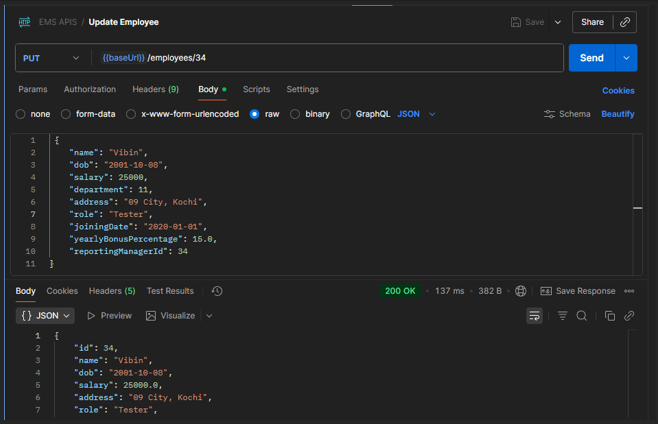 EMS APIS / Update Employee
Save
Share
PUT
{{baseUrl}} /employees/34
Send
Params Authorization Headers (9) Body Scripts Settings Cookies
none form-data x-www-form-urlencoded raw binary GraphQL JSON Schema Beautify
1 {
2 "name": "Vibin",
3 "dob": "2001-10-08",
4 "salary": 25000,
5 "department": 11,
6 "address": "09 City, Kochi",
7 "role": "Tester",
8 "joiningDate": "2020-01-01",
9 "yearlyBonusPercentage": 15.0,
10 "reportingManagerId": 34
11 }
Body Cookies Headers (5) Test Results 200 OK • 137 ms • 382 B • Save Response
{} JSON Preview Visualize
1 {
2 "id": 34,
3 "name": "Vibin",
4 "dob": "2001-10-08",
5 "salary": 25000.0,
6 "address": "09 City, Kochi",
7 "role": "Tester",